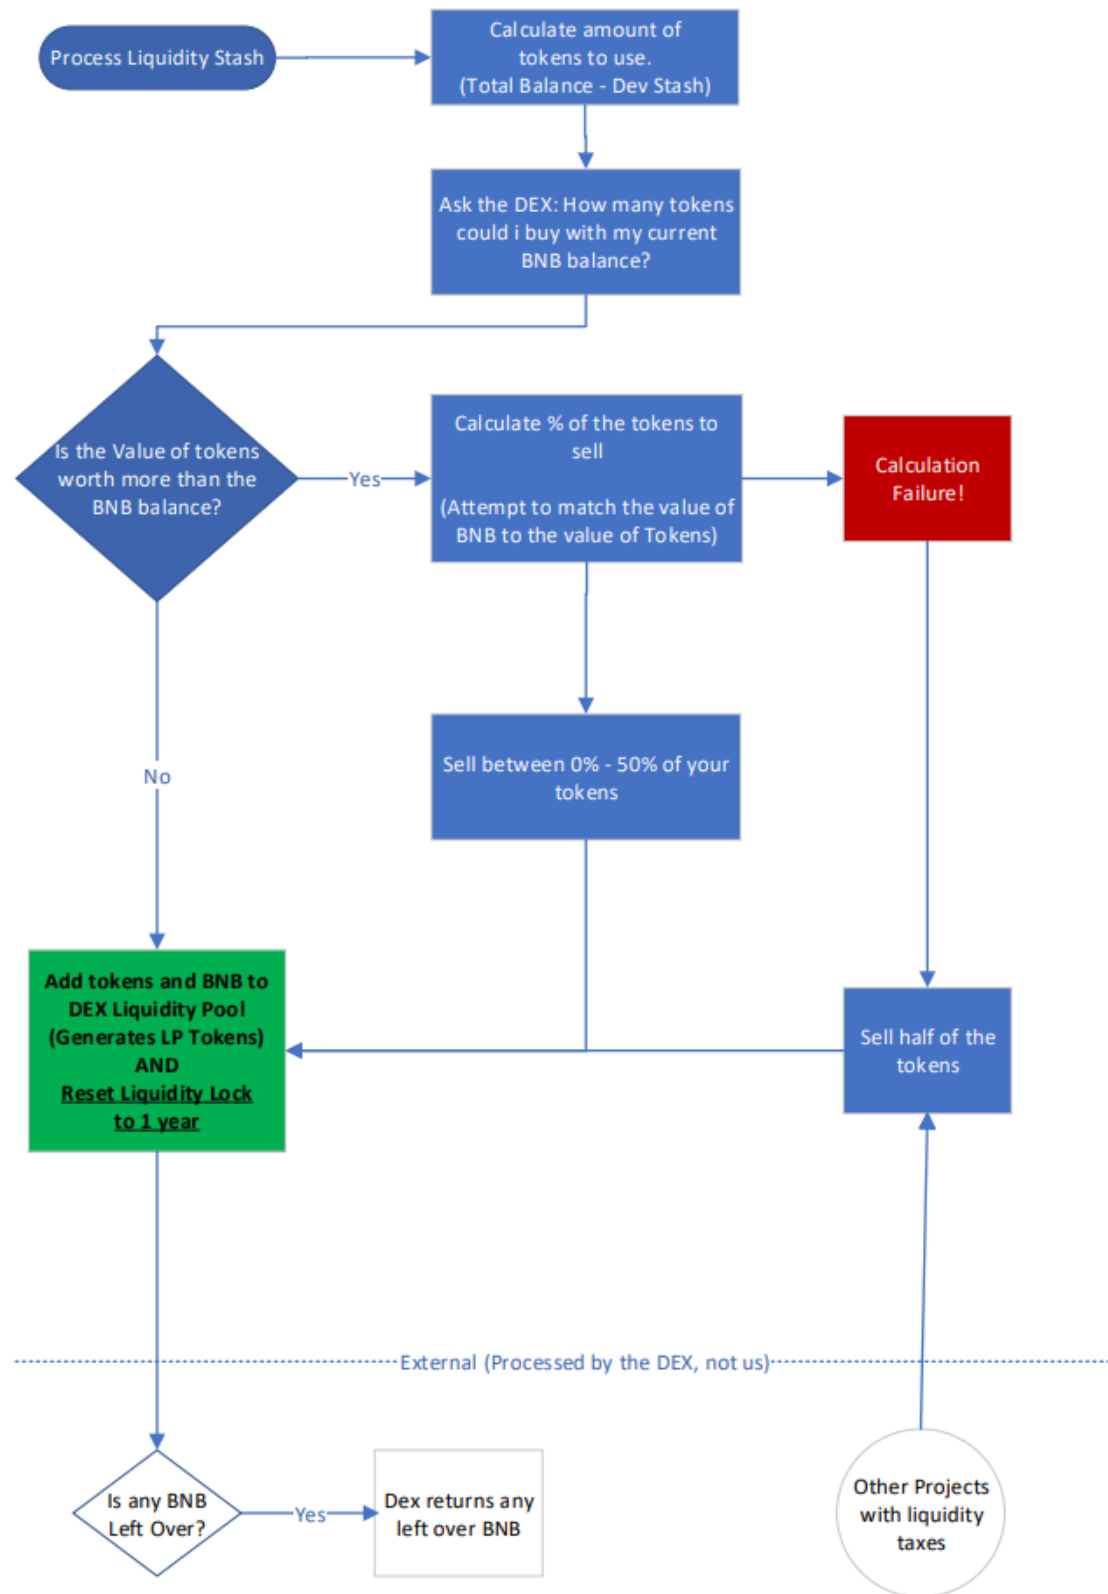 Process Liquidity Stash
Calculate amount of
tokens to use.
(Total Balance - Dev Stash)
Ask the DEX: How many tokens
could i buy with my current
BNB balance?
Is the Value of tokens
worth more than the
BNB balance?
Yes
Calculate % of the tokens to
sell
(Attempt to match the value of
BNB to the value of Tokens)
Calculation
Failure!
No
Sell between 0% - 50% of your
tokens
Add tokens and BNB to
DEX Liquidity Pool
(Generates LP Tokens)
AND
Reset Liquidity Lock
to 1 year
Sell half of the
tokens
External (Processed by the DEX, not us)
Is any BNB
Left Over?
Yes
Dex returns any
left over BNB
Other Projects
with liquidity
taxes